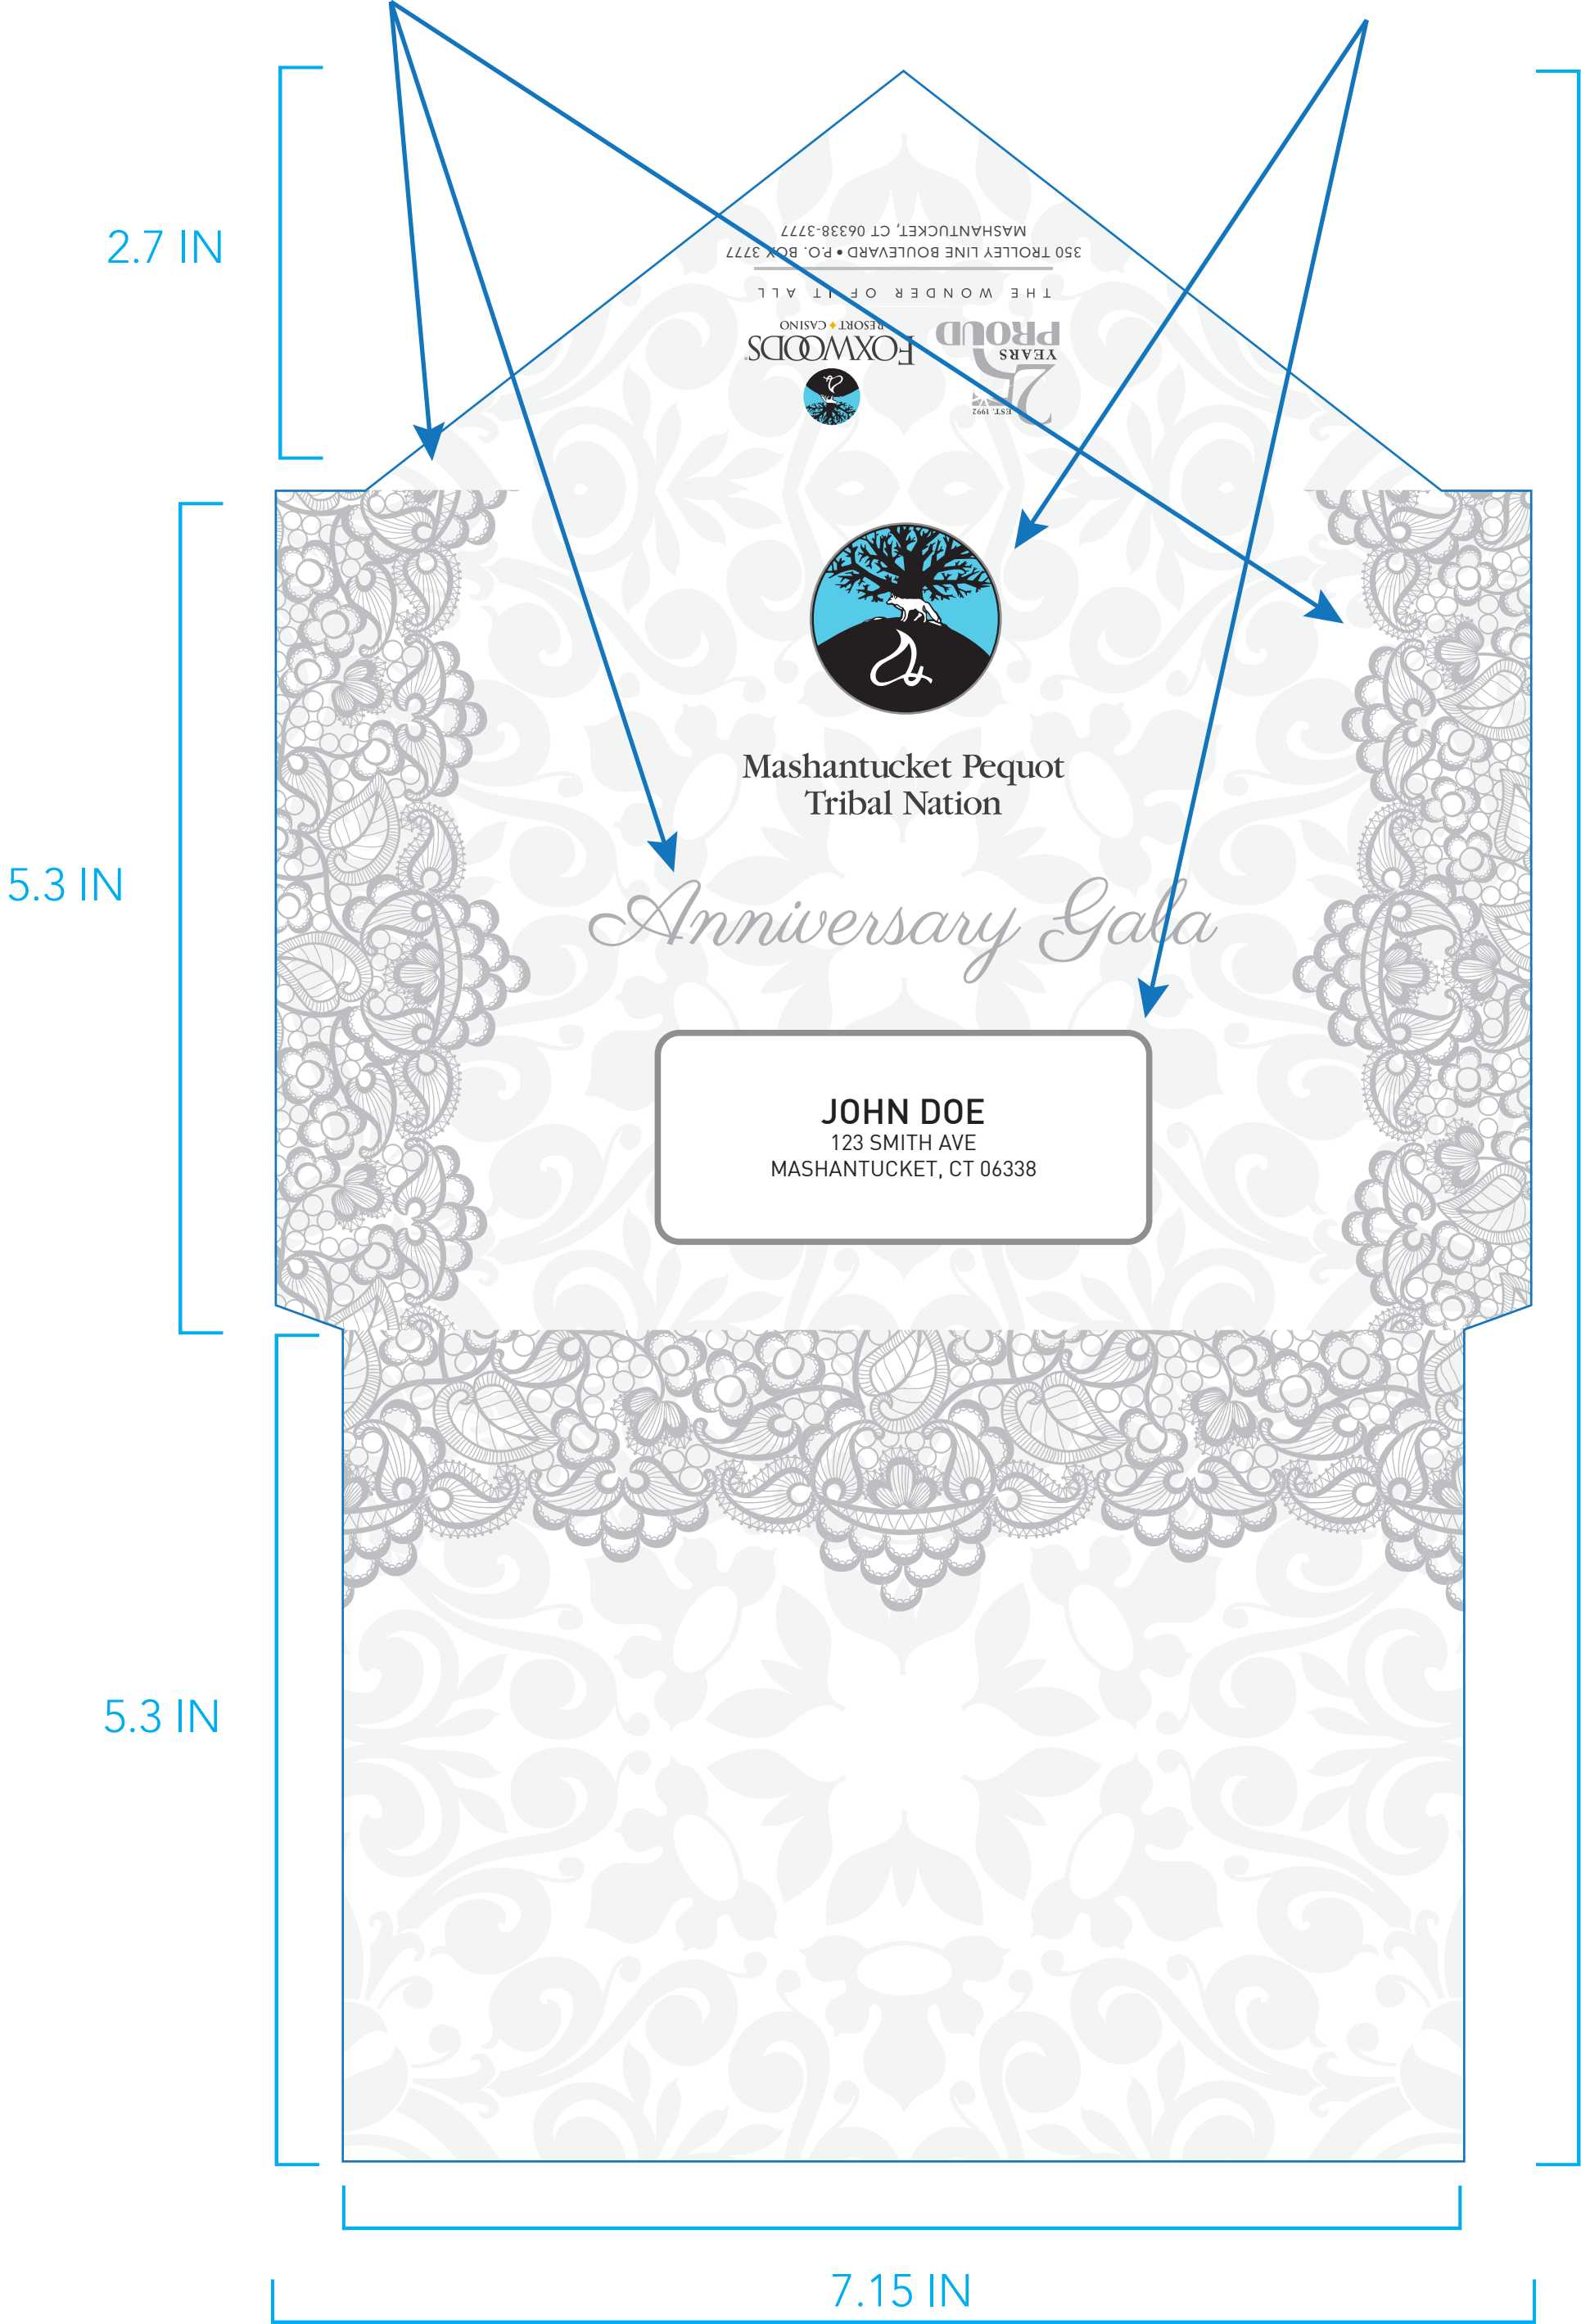 2.7 IN
MASHANTUCKET, CT 06338-3777
350 TROLLEY LINE BOULEVARD • P.O. BOX 3777
THE WONDER OF IT ALL
RESORT ✦ CASINO
FOXWOODS®
PROUD
YEARS
25
EST. 1992
5.3 IN
Mashantucket Pequot
Tribal Nation
Anniversary Gala
JOHN DOE
123 SMITH AVE
MASHANTUCKET, CT 06338
5.3 IN
7.15 IN